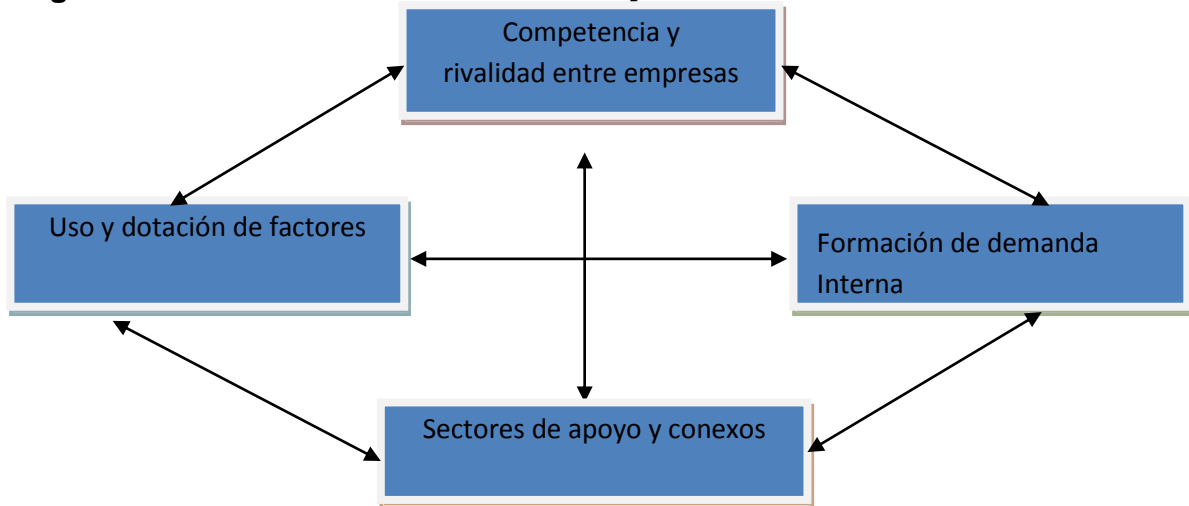 Competencia y
rivalidad entre empresas
Uso y dotación de factores
Formación de demanda
Interna
Sectores de apoyo y conexos